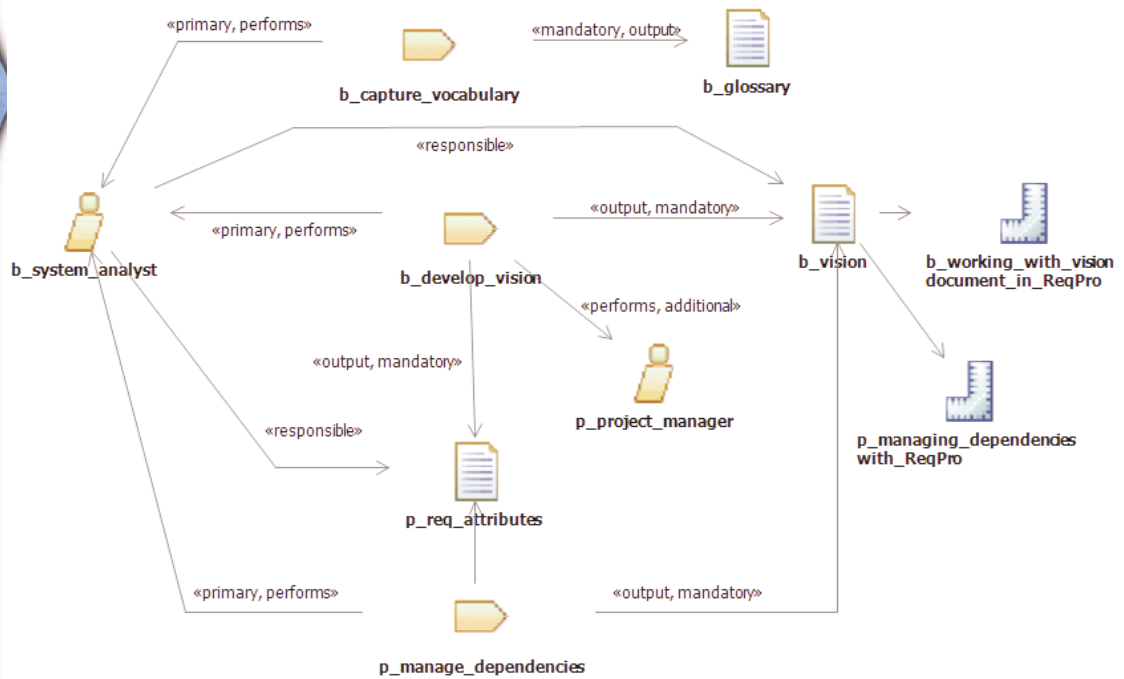 «primary, performs»
«mandatory, output»
b_capture_vocabulary
b_glossary
«responsible»
«output, mandatory»
«primary, performs»
b_system_analyst
b_develop_vision
b_vision
b_working_with_vision
document_in_ReqPro
«performs, additional»
«output, mandatory»
p_project_manager
«responsible»
p_managing_dependencies
with_ReqPro
p_req_attributes
«primary, performs»
«output, mandatory»
p_manage_dependencies